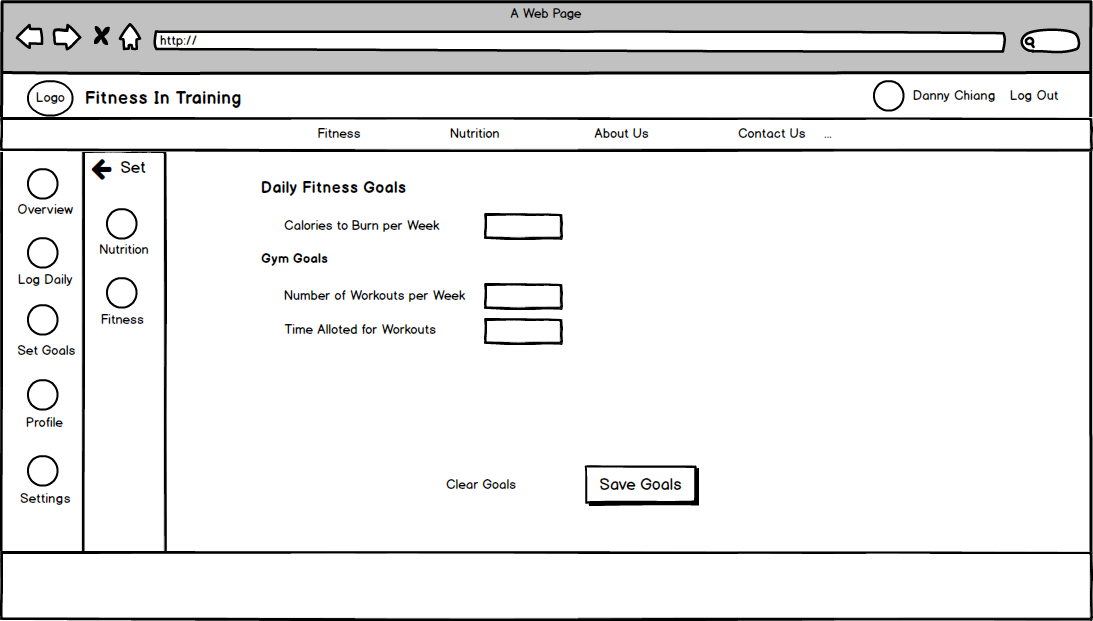 A Web Page
http://
Logo Fitness In Training Danny Chiang Log Out
Fitness Nutrition About Us Contact Us ...
Set
Overview
Nutrition
Log Daily
Fitness
Set Goals
Profile
Settings
Daily Fitness Goals
Calories to Burn per Week
Gym Goals
Number of Workouts per Week
Time Alloted for Workouts
Clear Goals Save Goals